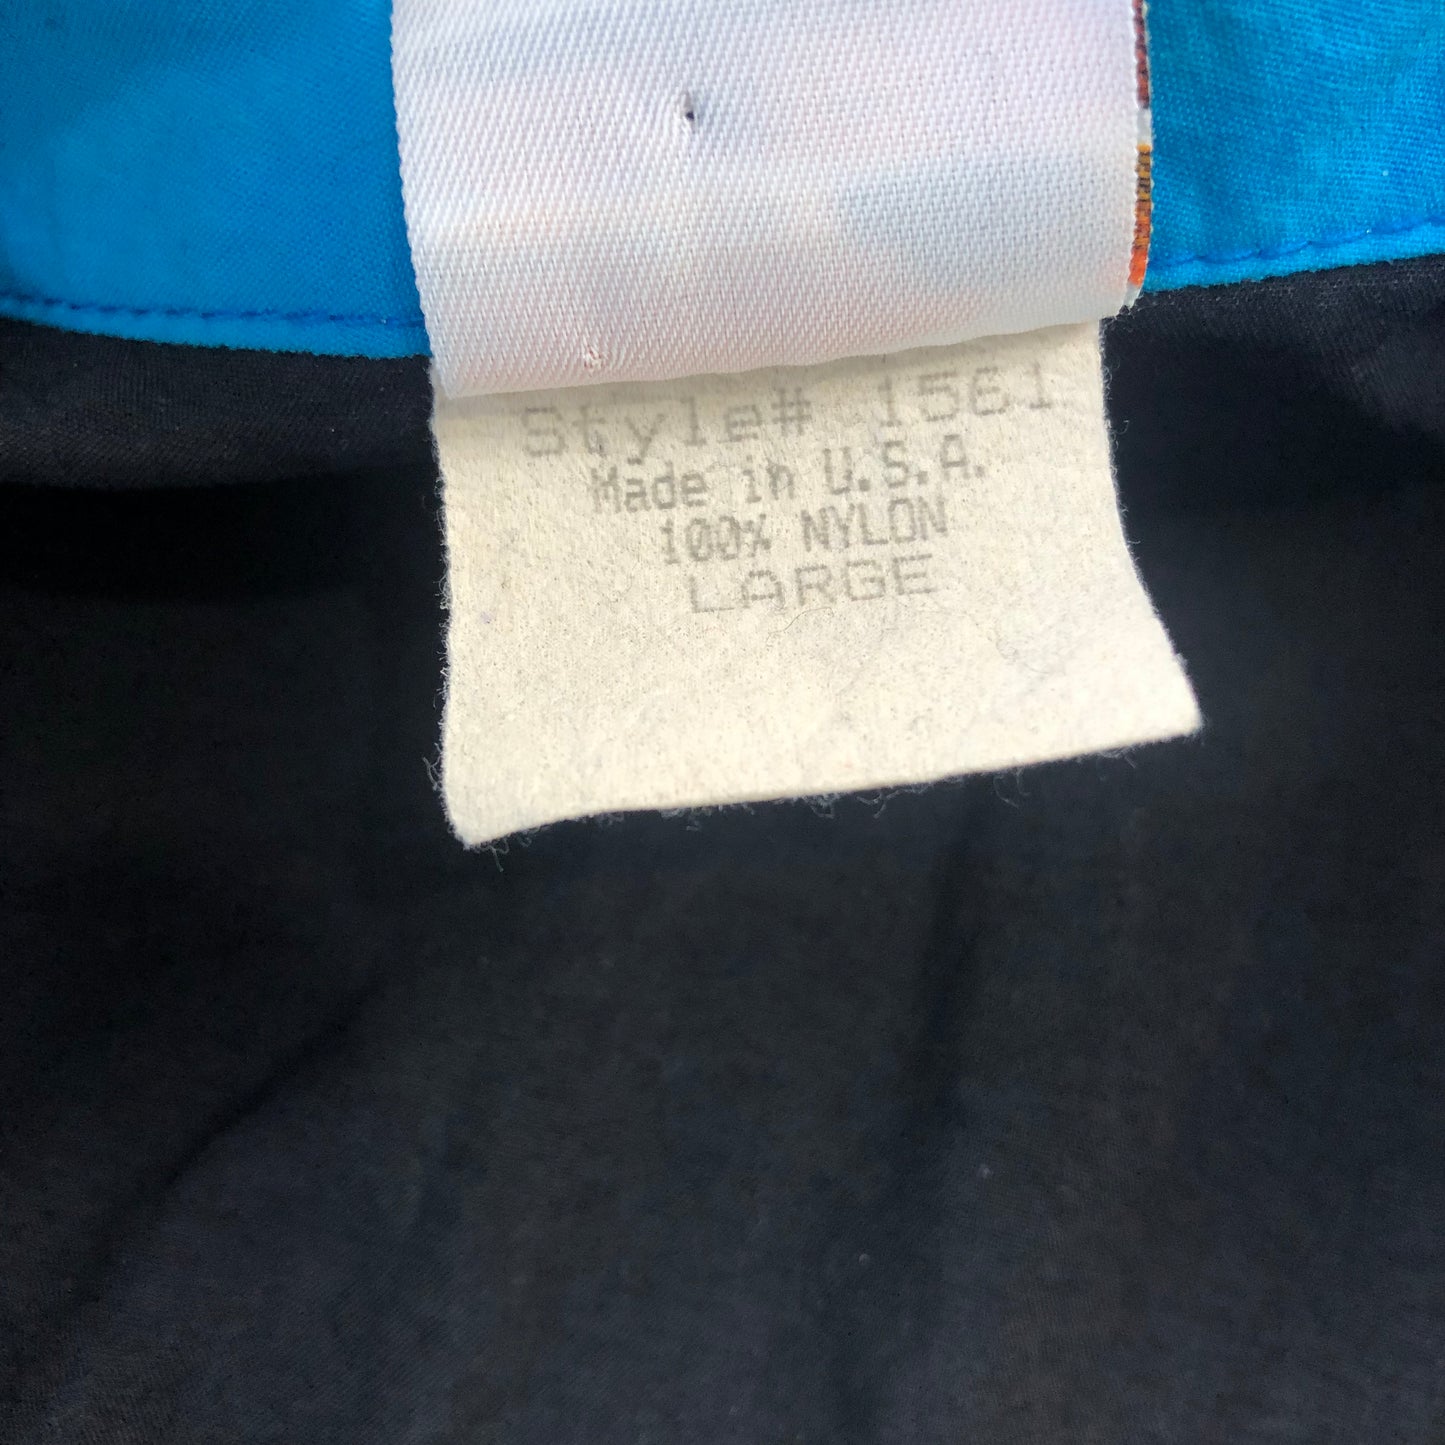 Style# 1561
Made in U.S.A.
100% NYLON
LARGE